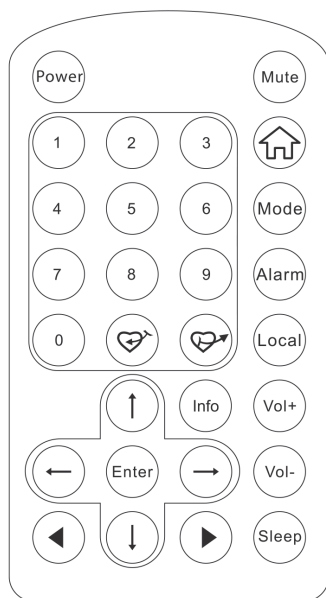 Power Mute
1 2 3
4 5 6 Mode
7 8 9 Alarm
0 Local
Info Vol+
Enter Vol-
Sleep